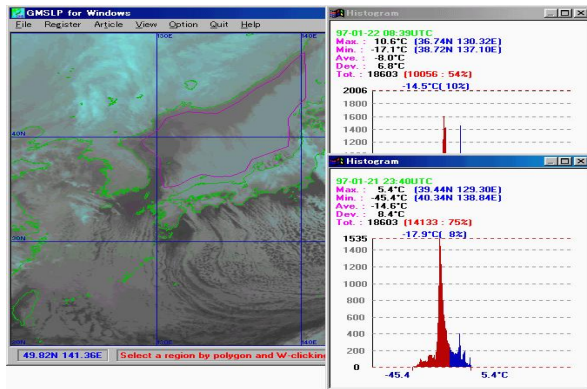 GMSLP for Windows
File Register Article View Option Quit Help
130E
140E
40N
30N
20N
140E
49.82N 141.36E
Select a region by polygon and W-clickin
Histogram
97-01-22 08:39UTC
Max. : 10.6°C (36.74N 130.32E)
Min. : -17.1°C (38.72N 137.10E)
Ave. : -8.0°C
Dev. : 6.8°C
Tot. : 18603 (10056 : 54%)
-14.5°C( 10%)
2006
1800
1600
1400
1200
Histogram
97-01-21 23:40UTC
Max. : 5.4°C (39.44N 129.30E)
Min. : -45.4°C (40.34N 138.84E)
Ave. : -14.6°C
Dev. : 8.4°C
Tot. : 18603 (14133 : 75%)
-17.9°C( 8%)
1535
1400
1200
1000
800
600
400
200
0
-45.4 5.4°C